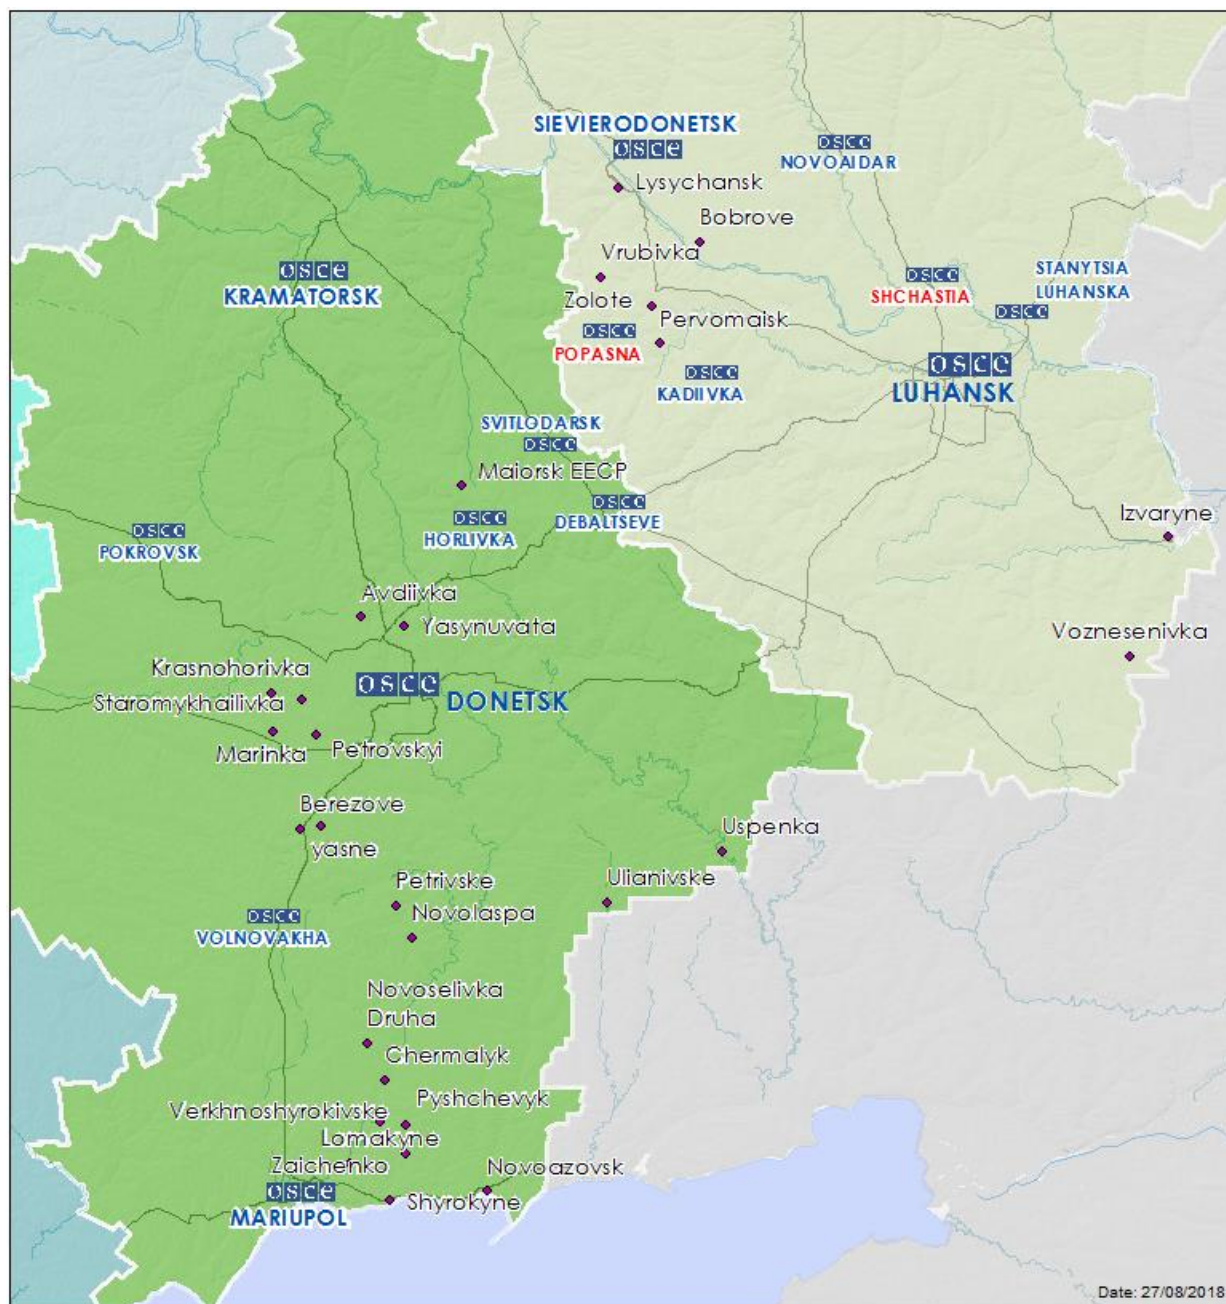 SIEVIERODONETSK
osce
osce
NOVOAIDAR
Lysychansk
Bobrove
Vrubivka
osce
KRAMATORSK
Zolote
osce
SHCHASTIA
STANYTSIA
LUHANSKA
osce
Pervomaisk
osce
POPASNA
osce
KADIIVKA
osce
LUHANSK
SVITLODARSK
osce
Maiorsk EECP
osce
HORLIVKA
osce
DEBALTSEVE
Izvaryne
osce
POKROVSK
Avdiivka
Yasynuvata
Voznesenivka
Krasnohorivka
Staromykhailivka
osce
DONETSK
Marinka
Petrovskyi
Berezove
yasne
Uspenka
Petrivske
Ulianivske
Novolaspa
osce
VOLNOVAKHA
Novoselivka
Druha
Chermalyk
Pyshchevyk
Verkhnoshyrokivske
Lomakyne
Zaichenko
Novoazovsk
osce
MARIUPOL
Shyrokyne
Date: 27/08/2018